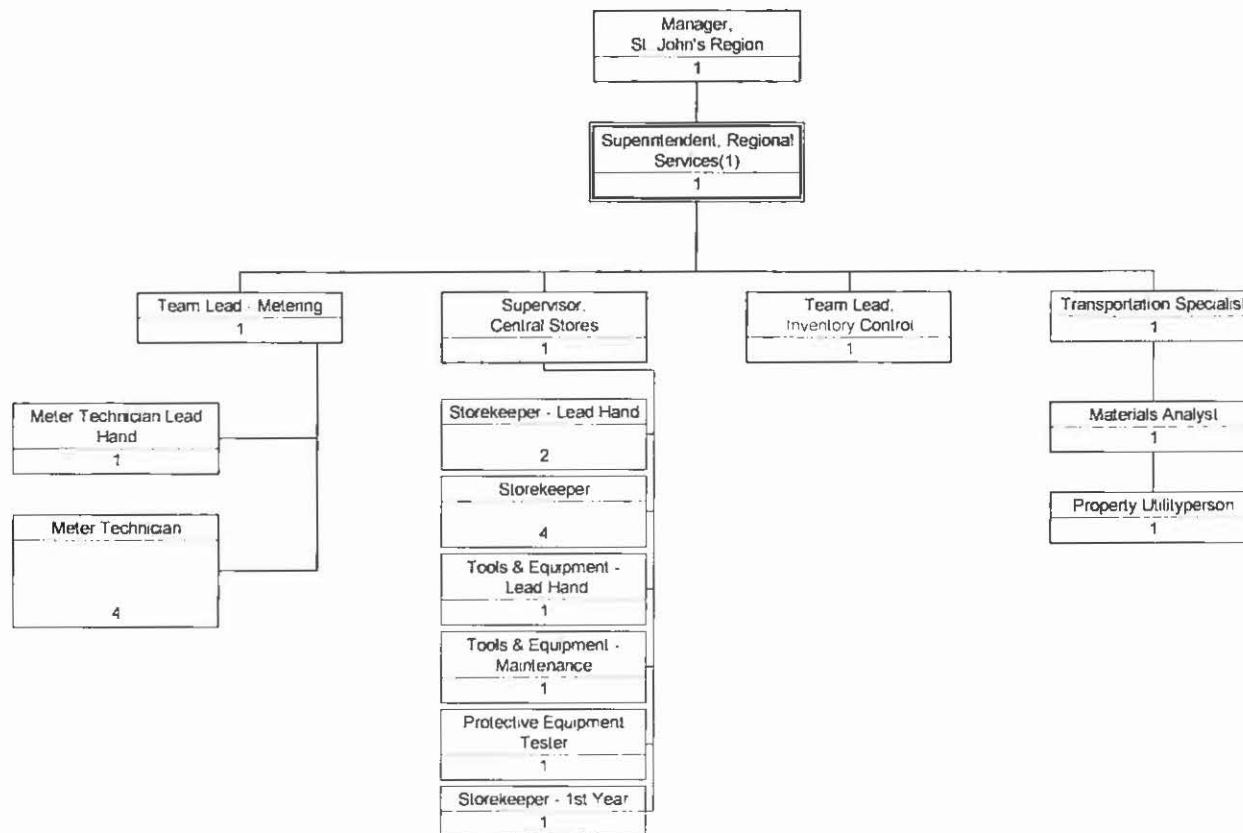 Manager,
St. John's Region
1
Superintendent, Regional
Services(1)
1
Team Lead - Metering
1
Supervisor,
Central Stores
1
Team Lead,
Inventory Control
1
Transportation Specialist
1
Meter Technician Lead
Hand
1
Meter Technician
4
Storekeeper - Lead Hand
2
Storekeeper
4
Tools & Equipment -
Lead Hand
1
Tools & Equipment -
Maintenance
1
Protective Equipment
Tester
1
Storekeeper - 1st Year
1
Materials Analyst
1
Property Utilityperson
1